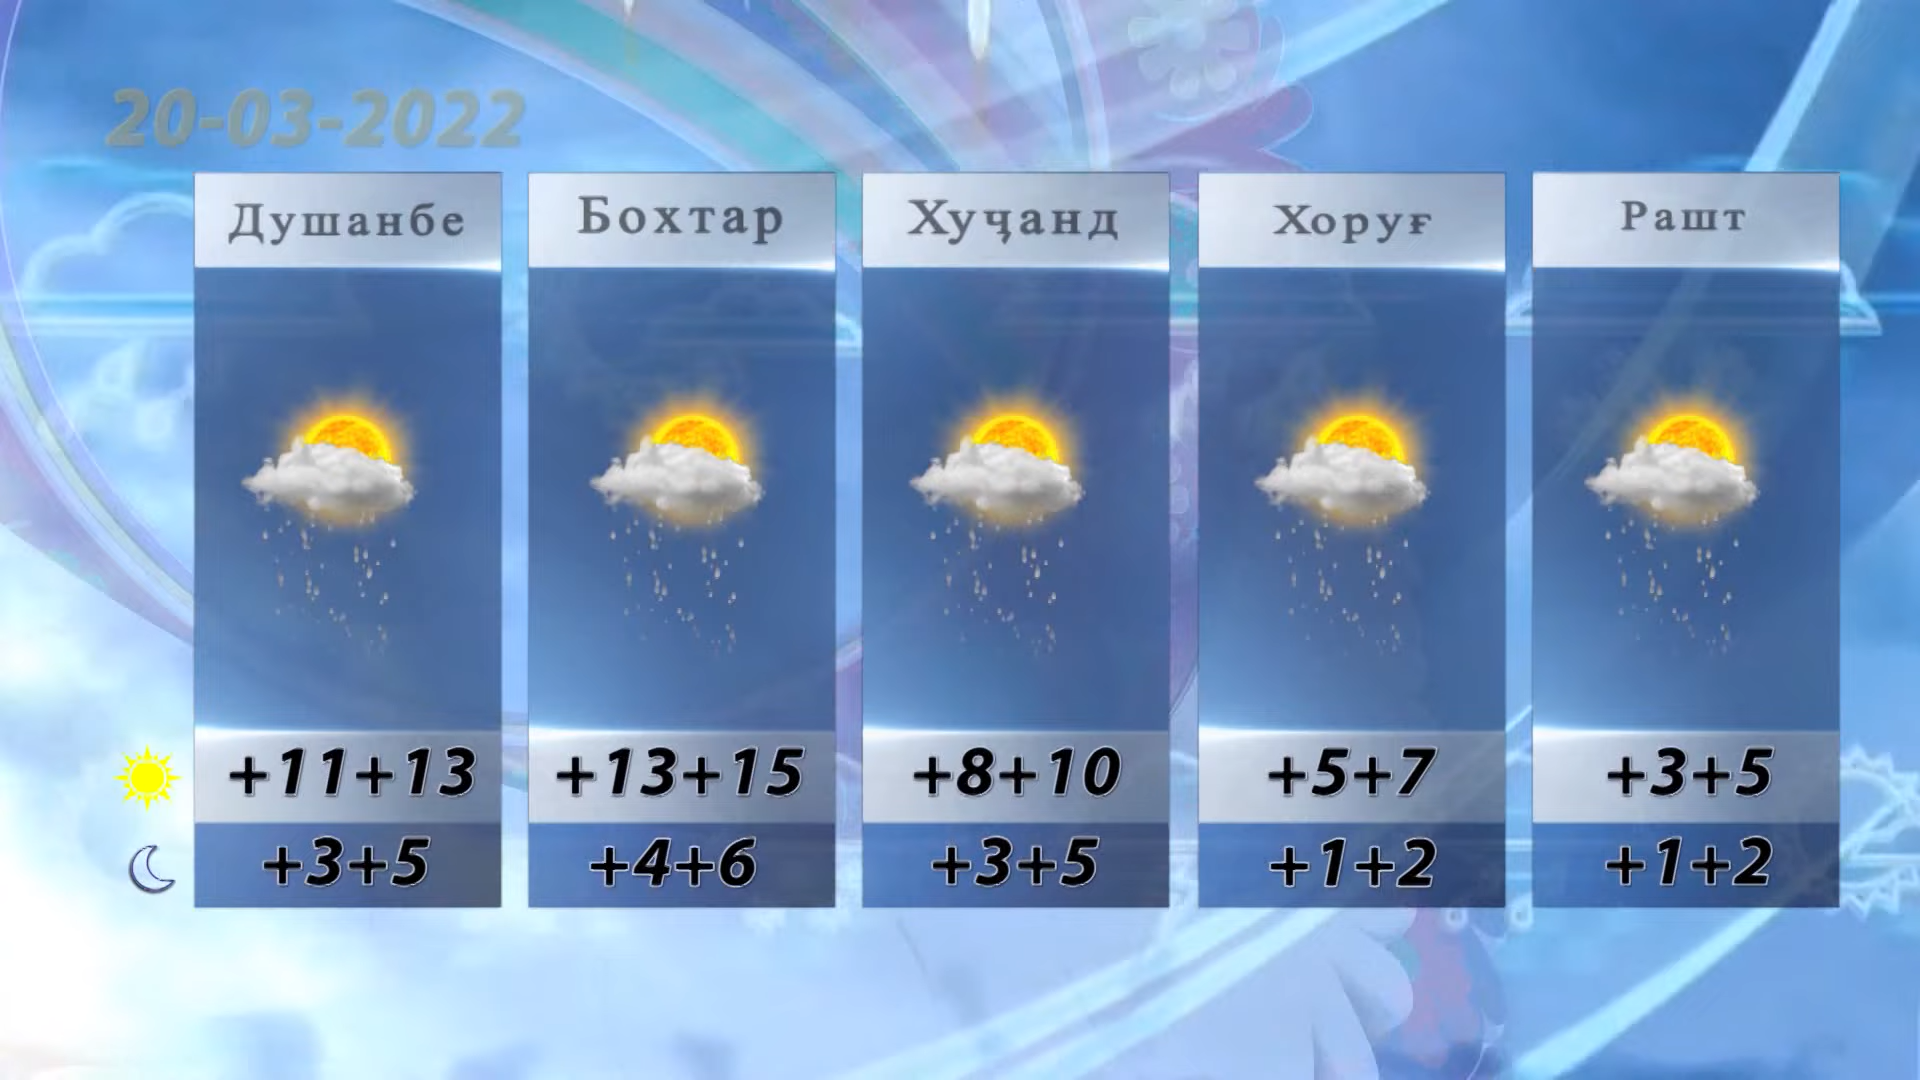 20-03-2022
Душанбе Бохтар Хуҷанд Хоруғ Рашт
+11+13 +13+15 +8+10 +5+7 +3+5
+3+5 +4+6 +3+5 +1+2 +1+2